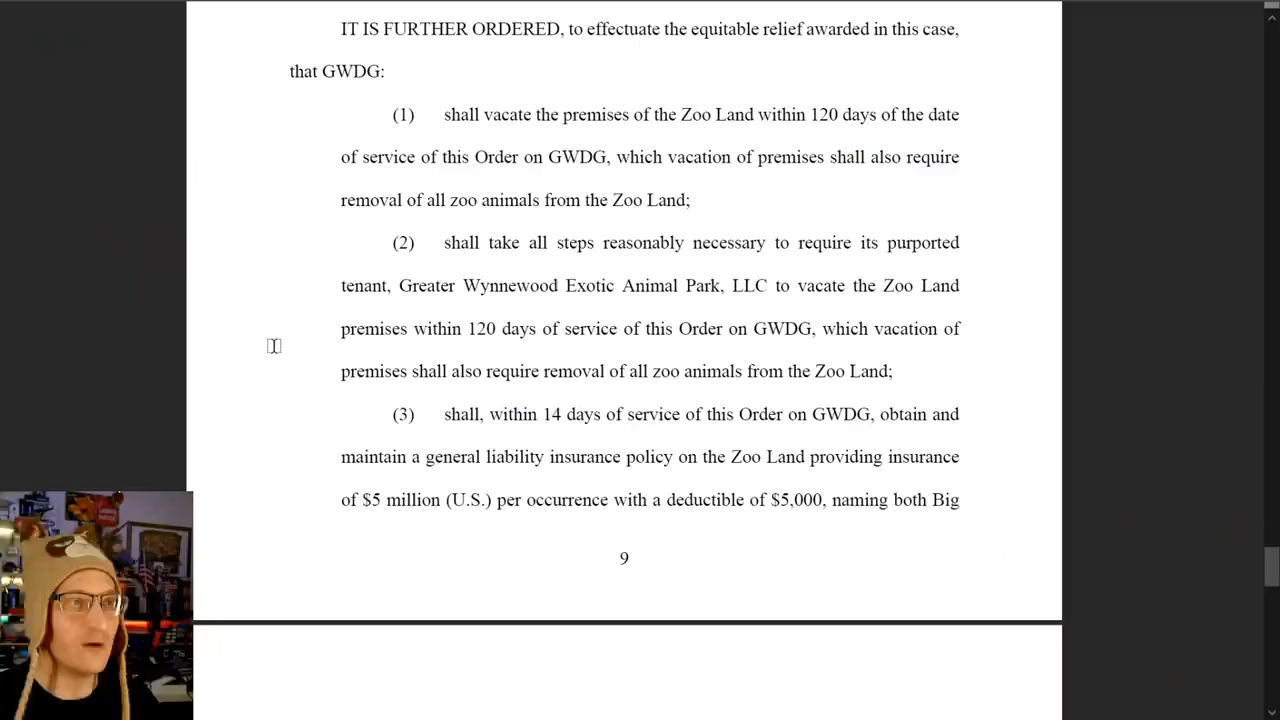 IT IS FURTHER ORDERED, to effectuate the equitable relief awarded in this case,
that GWDG:
(1) shall vacate the premises of the Zoo Land within 120 days of the date
of service of this Order on GWDG, which vacation of premises shall also require
removal of all zoo animals from the Zoo Land;
(2) shall take all steps reasonably necessary to require its purported
tenant, Greater Wynnewood Exotic Animal Park, LLC to vacate the Zoo Land
premises within 120 days of service of this Order on GWDG, which vacation of
premises shall also require removal of all zoo animals from the Zoo Land;
(3) shall, within 14 days of service of this Order on GWDG, obtain and
maintain a general liability insurance policy on the Zoo Land providing insurance
of $5 million (U.S.) per occurrence with a deductible of $5,000, naming both Big
9